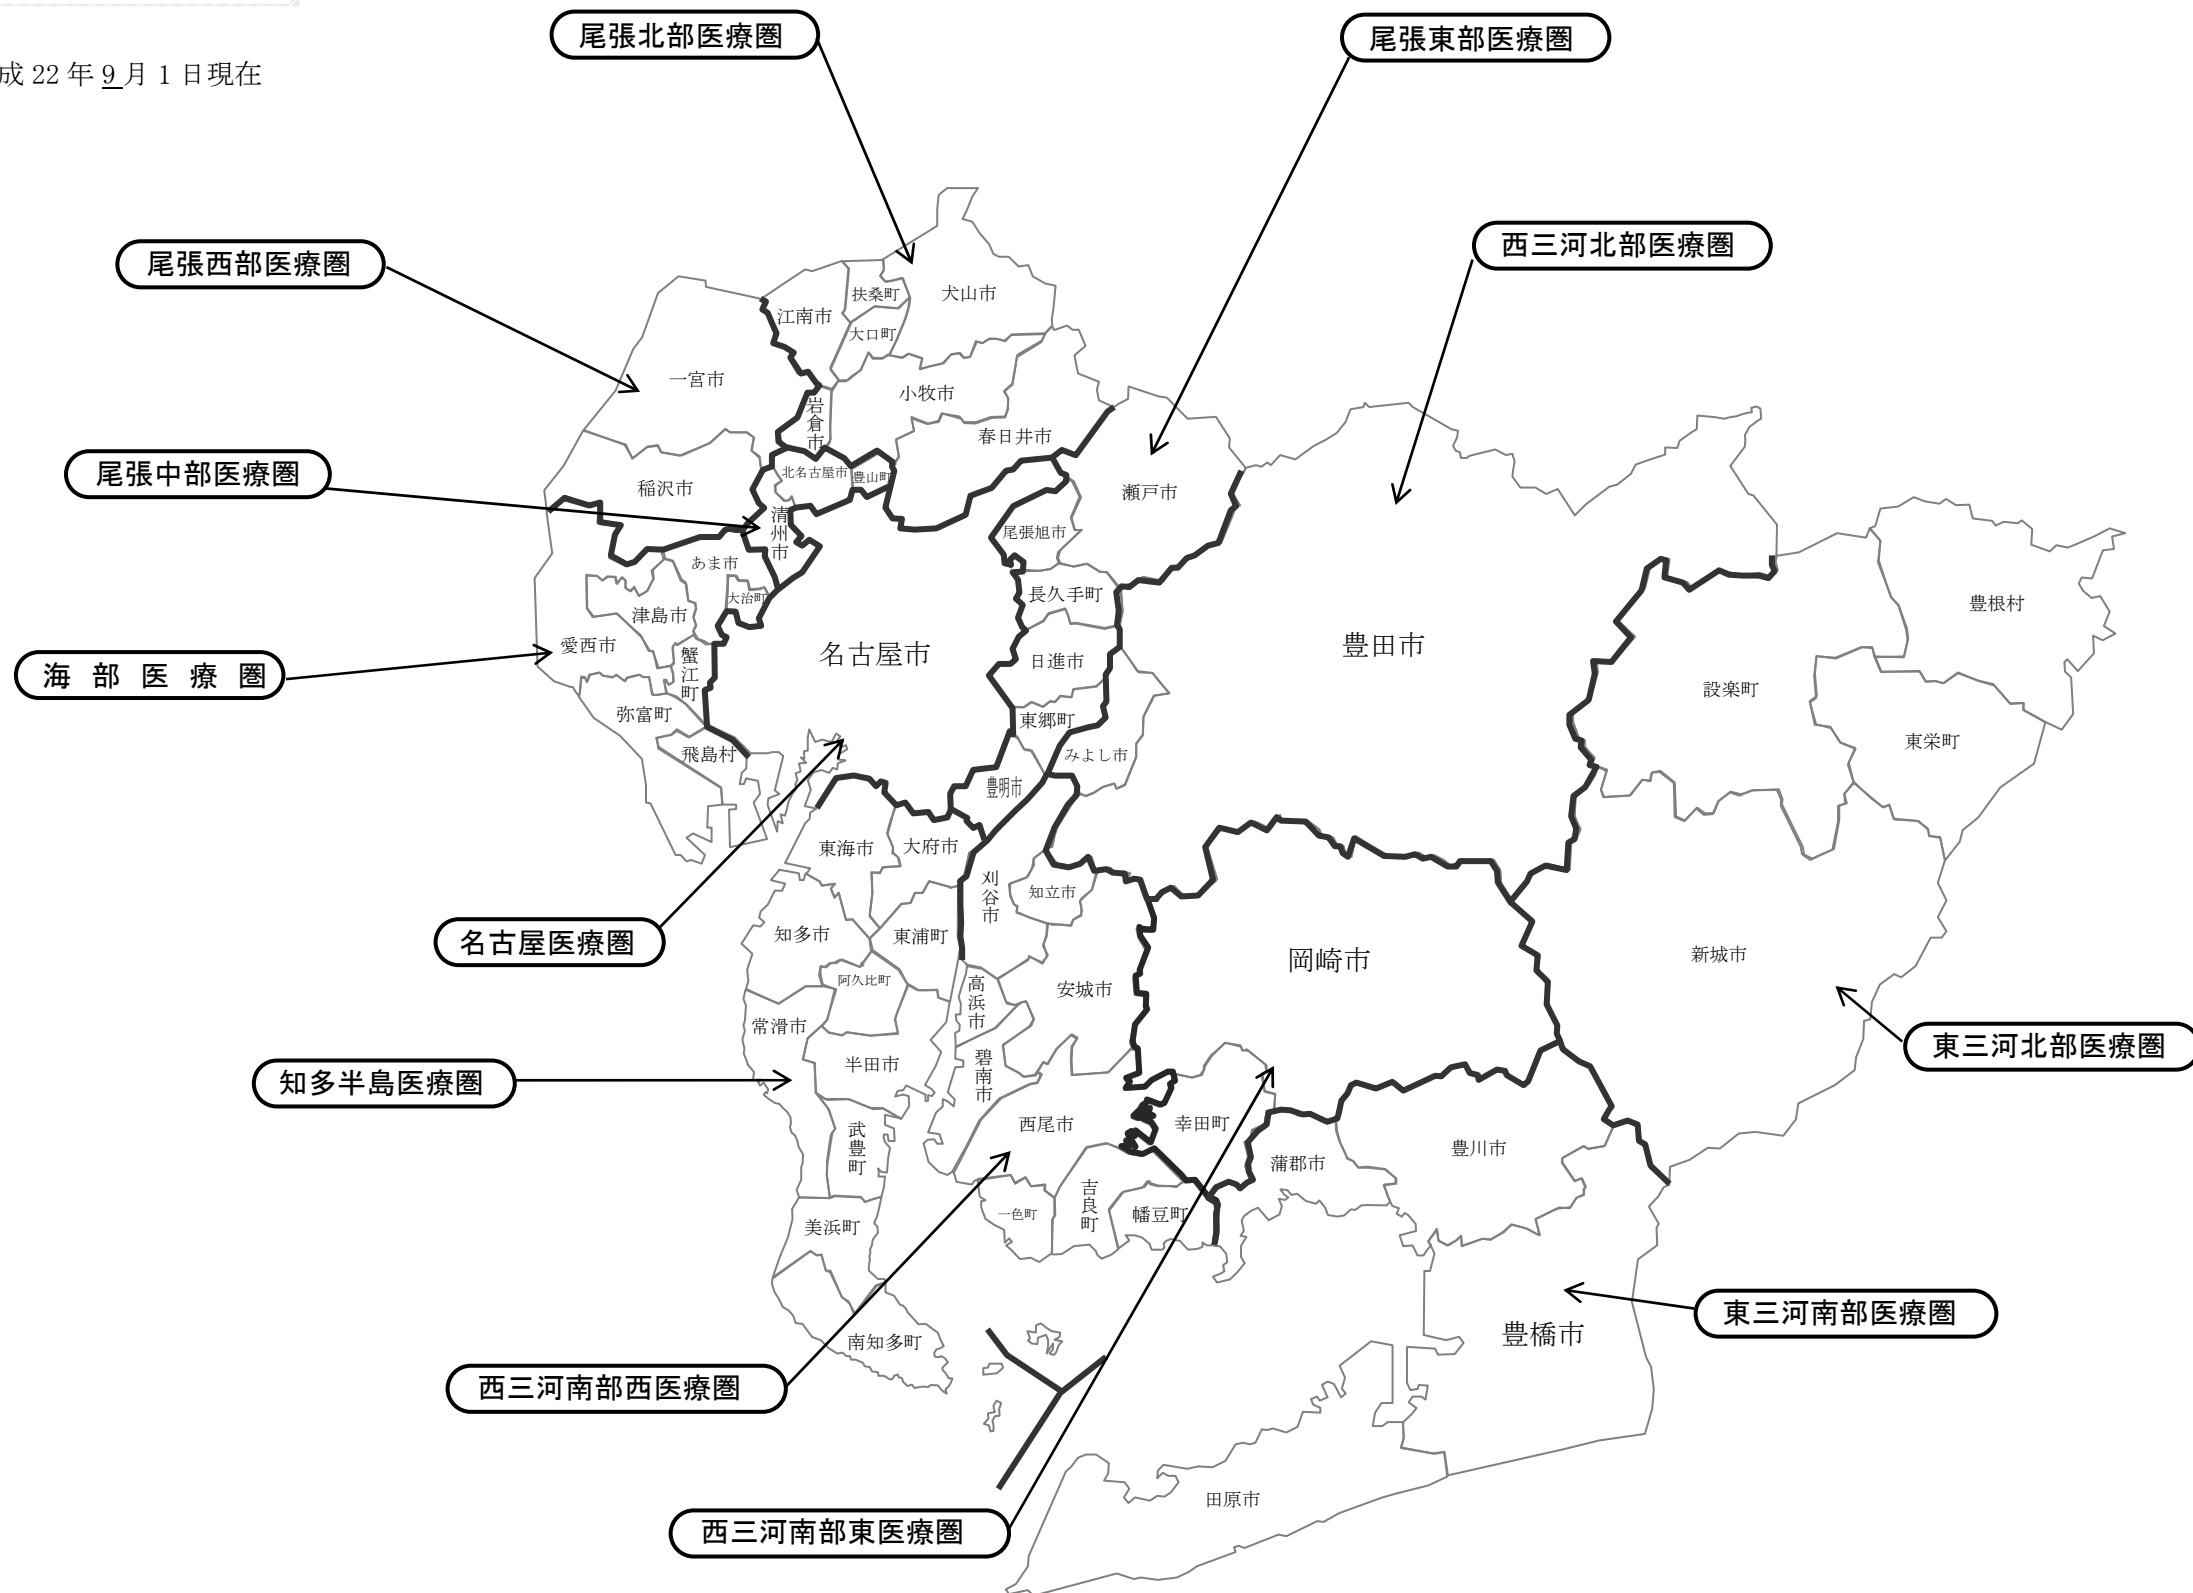 尾張北部医療圏
尾張東部医療圏
成 22 年 9 月 1 日現在
西三河北部医療圏
尾張西部医療圏
扶桑町
犬山市
江南市
大口町
一宮市
小牧市
岩倉市
春日井市
尾張中部医療圏
北名古屋市
豊山町
稲沢市
瀬戸市
清州市
尾張旭市
あま市
大治町
長久手町
豊根村
津島市
愛西市
名古屋市
豊田市
日進市
海部医療圏
蟹江町
設楽町
弥富町
東郷町
飛島村
みよし市
東栄町
豊明市
東海市
大府市
刈谷市
知立市
名古屋医療圏
知多市
東浦町
岡崎市
新城市
阿久比町
高浜市
安城市
常滑市
東三河北部医療圏
半田市
碧南市
知多半島医療圏
西尾市
幸田町
武豊町
豊川市
蒲郡市
吉良町
一色町
幡豆町
美浜町
東三河南部医療圏
豊橋市
南知多町
西三河南部西医療圏
田原市
西三河南部東医療圏